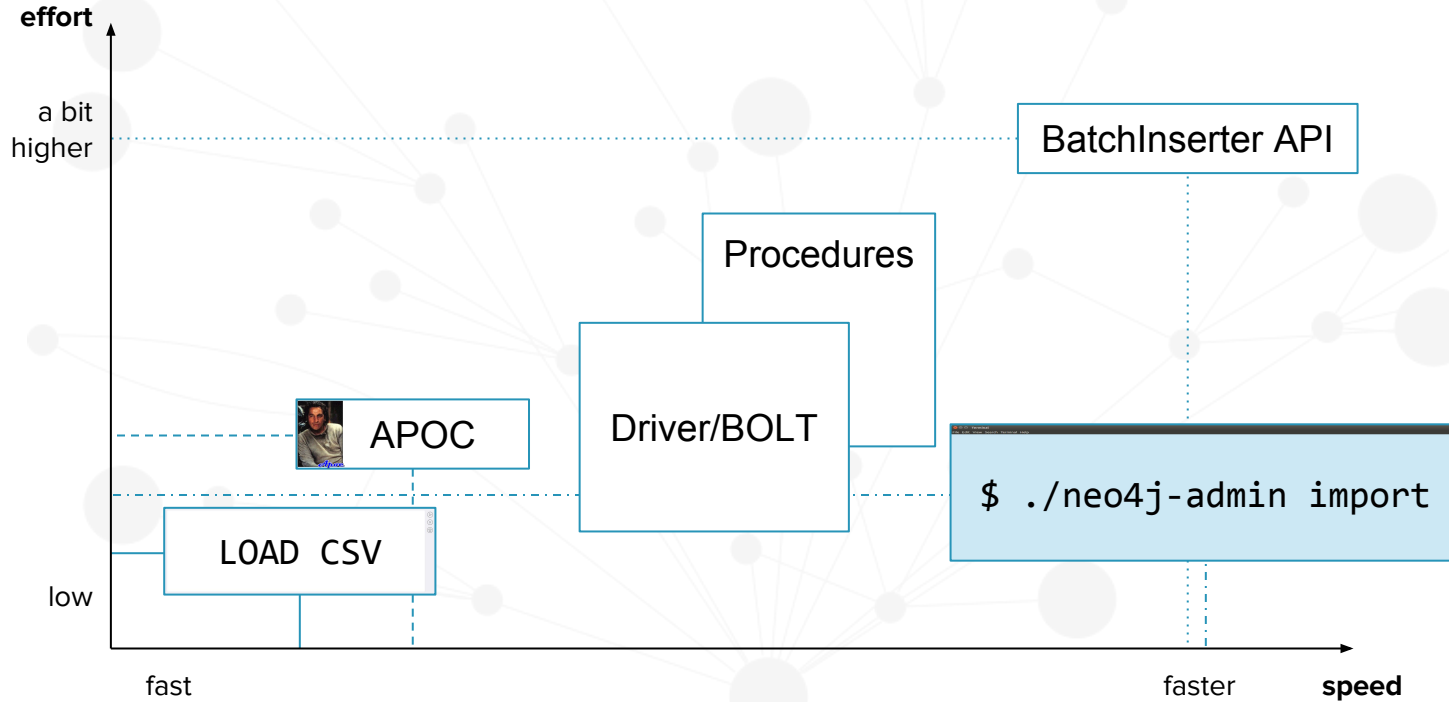 effort
a bit
higher
BatchInserter API
Procedures
Driver/BOLT
APOC
$ ./neo4j-admin import
LOAD CSV
low
fast
faster
speed